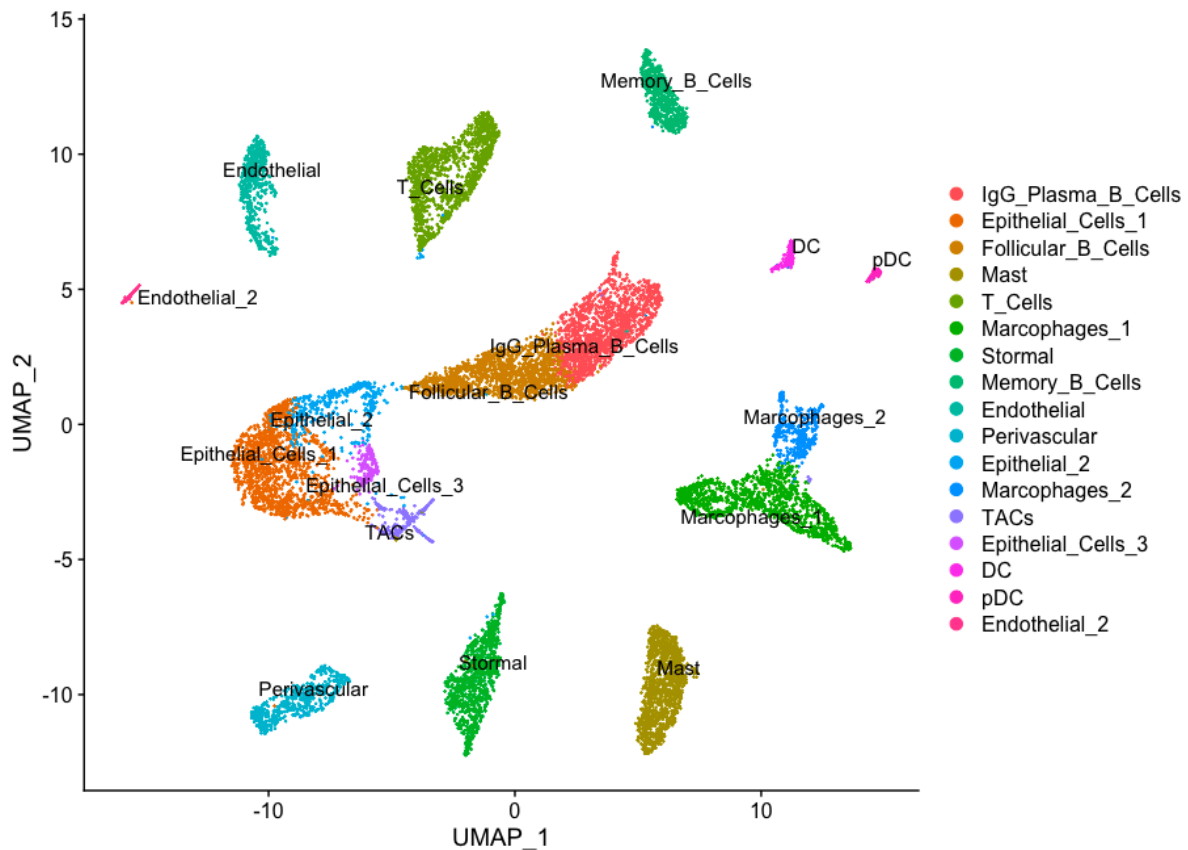 15
10
5
0
-5
-10
UMAP_2
-10
0
10
UMAP_1
Memory_B_Cells
Endothelial
T_Cells
DC
pDC
Endothelial_2
IgG_Plasma_B_Cells
Follicular_B_Cells
Epithelial_2
Marcophages_2
Epithelial_Cells_1
Epithelial_Cells_3
Marcophages_1
TACs
Stormal
Mast
Perivascular
IgG_Plasma_B_Cells
Epithelial_Cells_1
Follicular_B_Cells
Mast
T_Cells
Marcophages_1
Stormal
Memory_B_Cells
Endothelial
Perivascular
Epithelial_2
Marcophages_2
TACs
Epithelial_Cells_3
DC
pDC
Endothelial_2